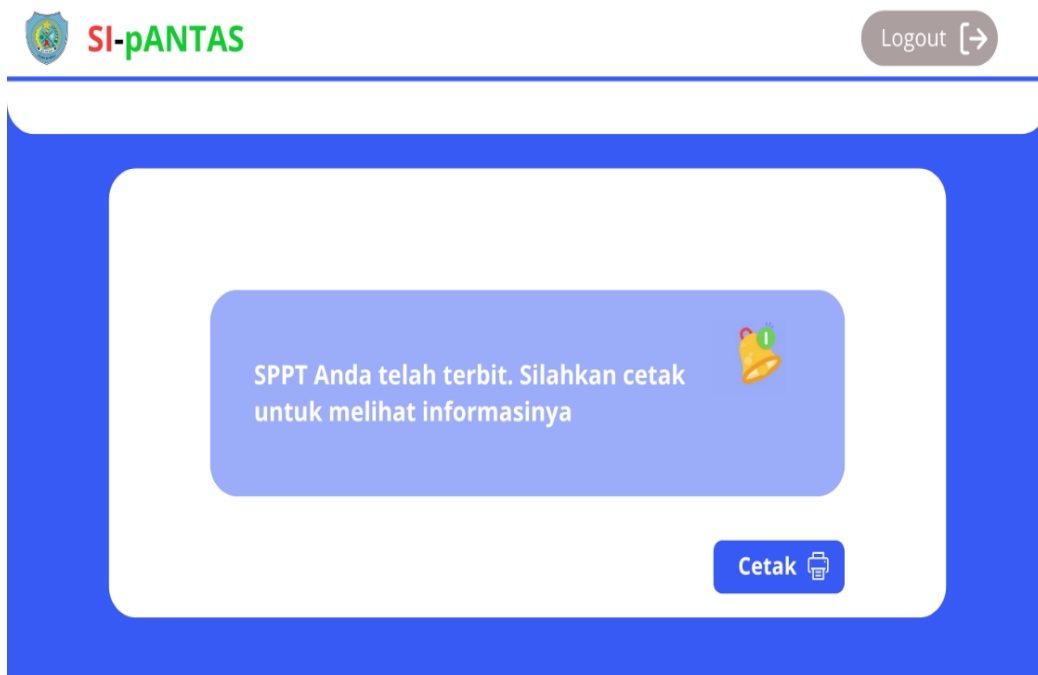 SI-pANTAS
Logout
SPPT Anda telah terbit. Silahkan cetak
untuk melihat informasinya
Cetak